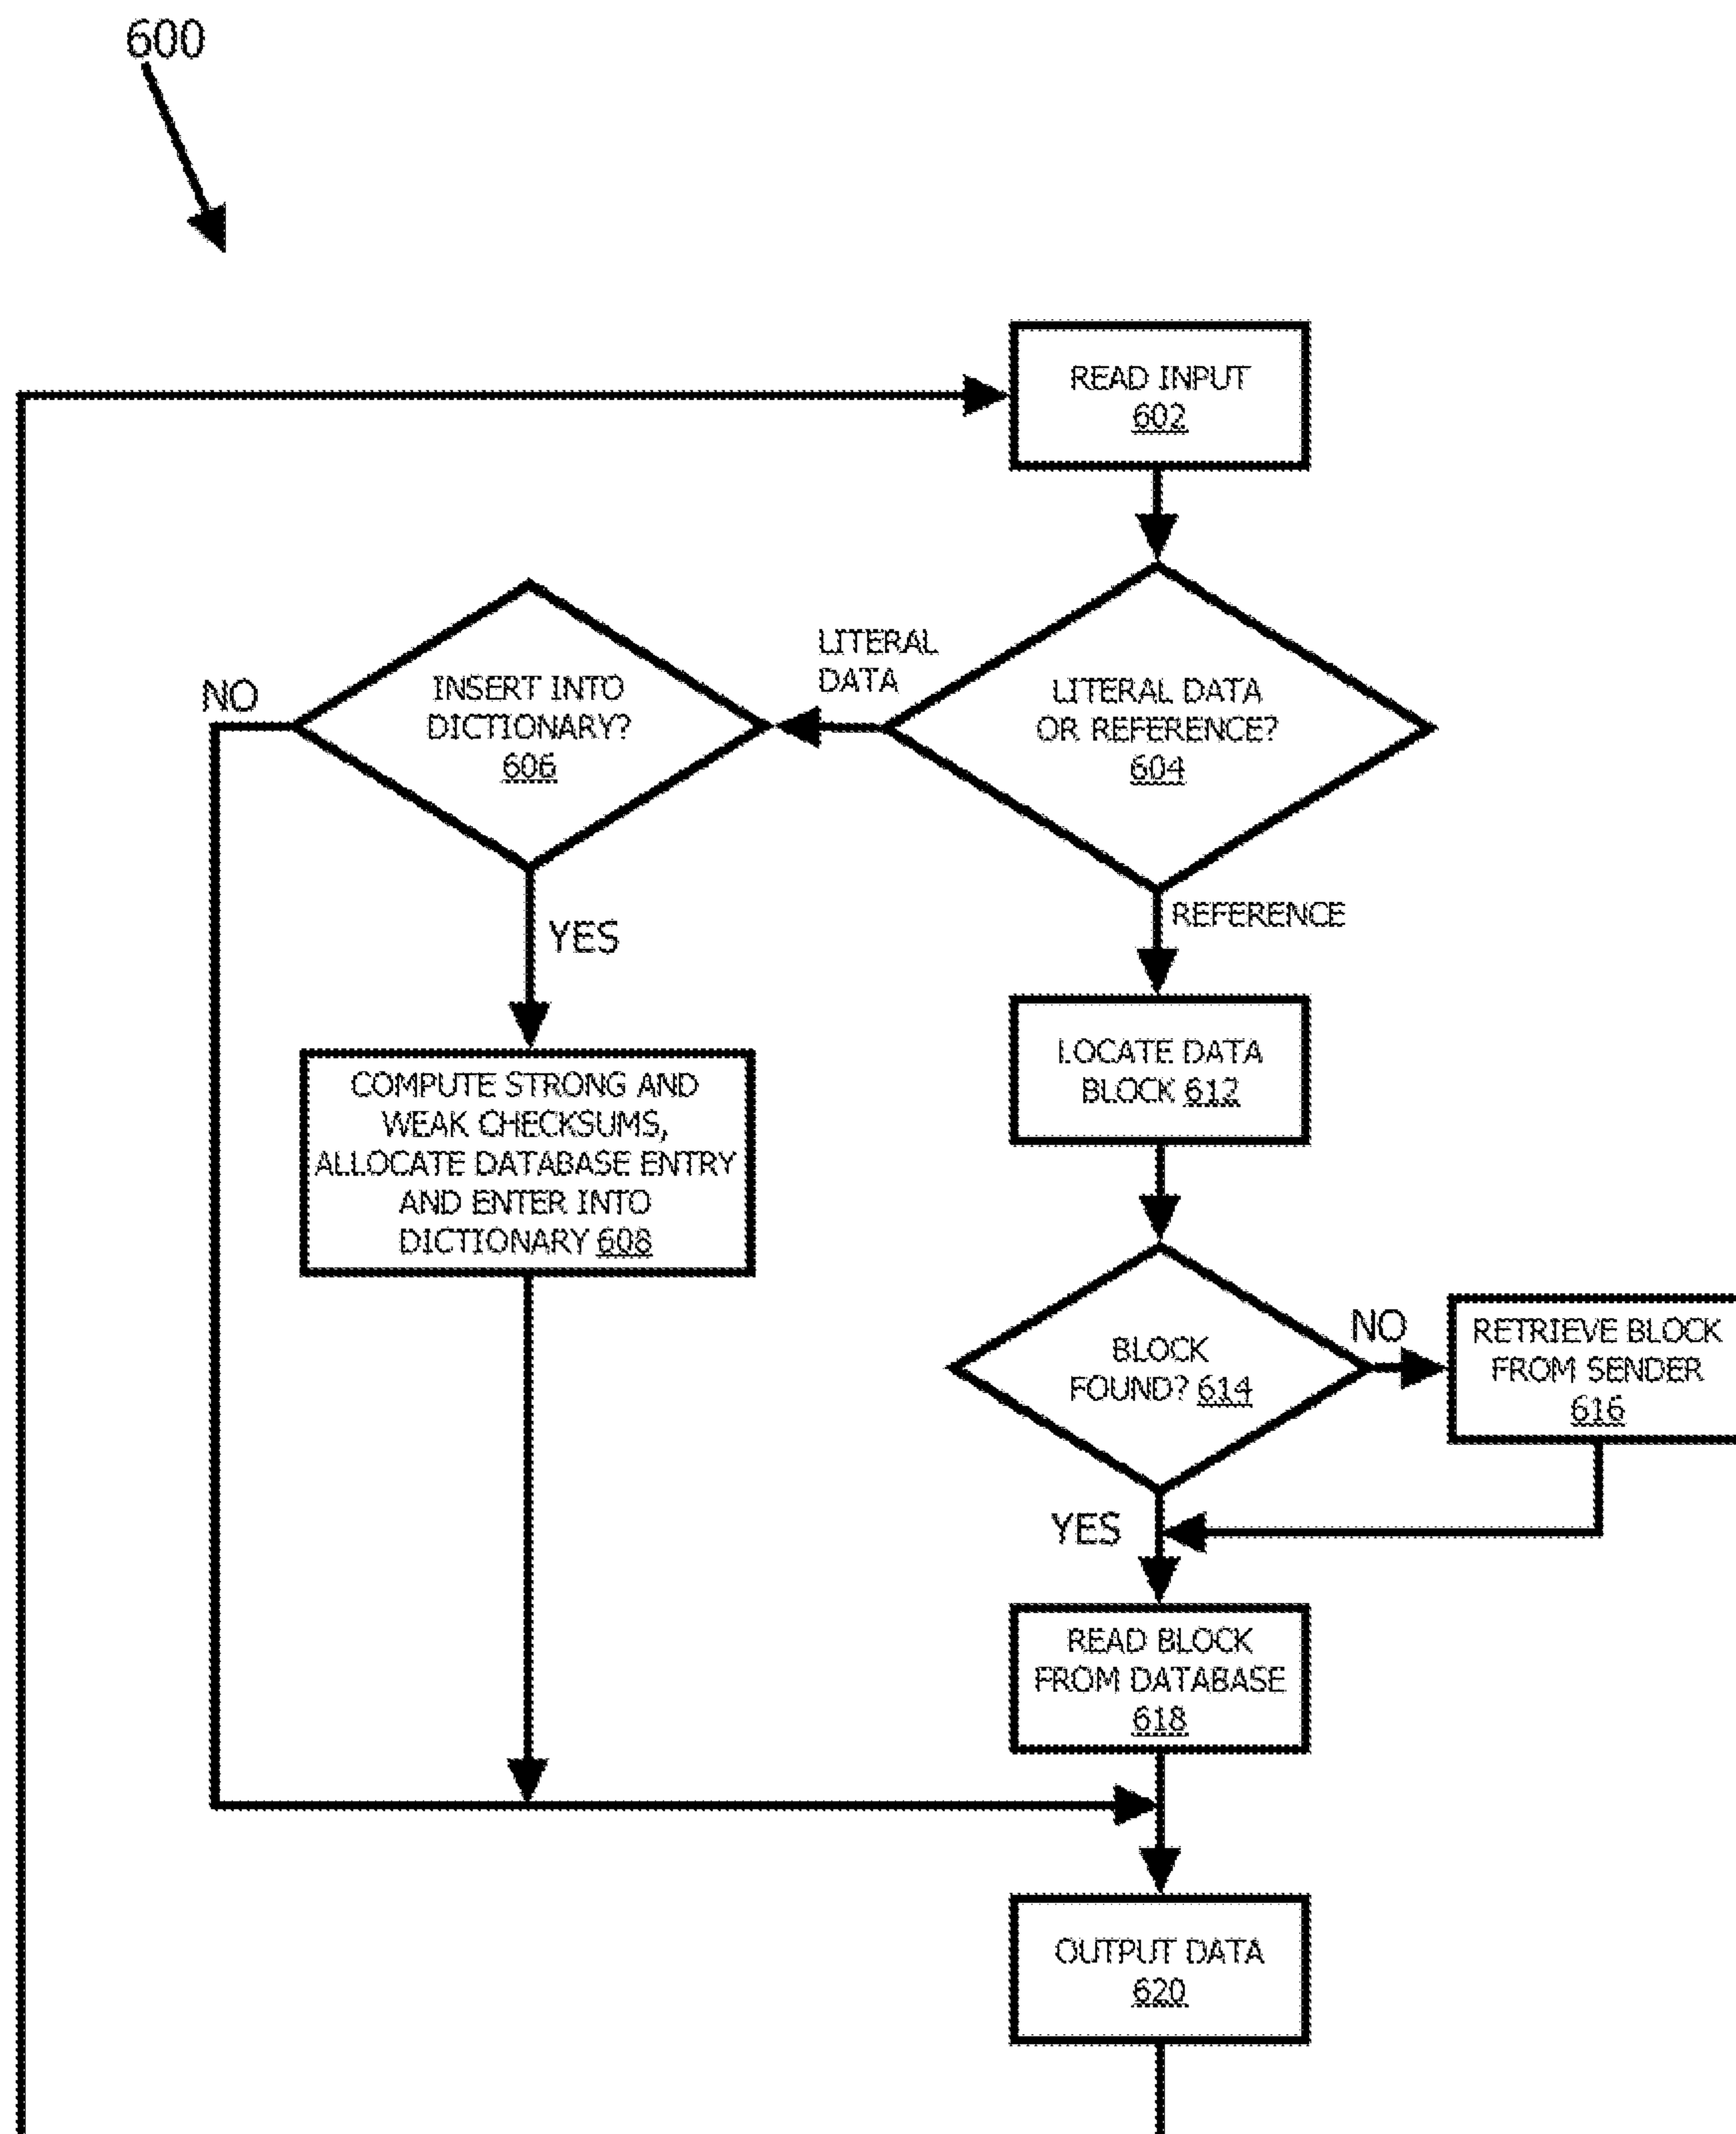 600
READ INPUT
602
LITERAL
DATA
LITERAL DATA
OR REFERENCE?
604
INSERT INTO
DICTIONARY?
606
NO
YES
REFERENCE
COMPUTE STRONG AND
WEAK CHECKSUMS,
ALLOCATE DATABASE ENTRY
AND ENTER INTO
DICTIONARY 608
LOCATE DATA
BLOCK 612
BLOCK
FOUND? 614
NO
RETRIEVE BLOCK
FROM SENDER
616
YES
READ BLOCK
FROM DATABASE
618
OUTPUT DATA
620